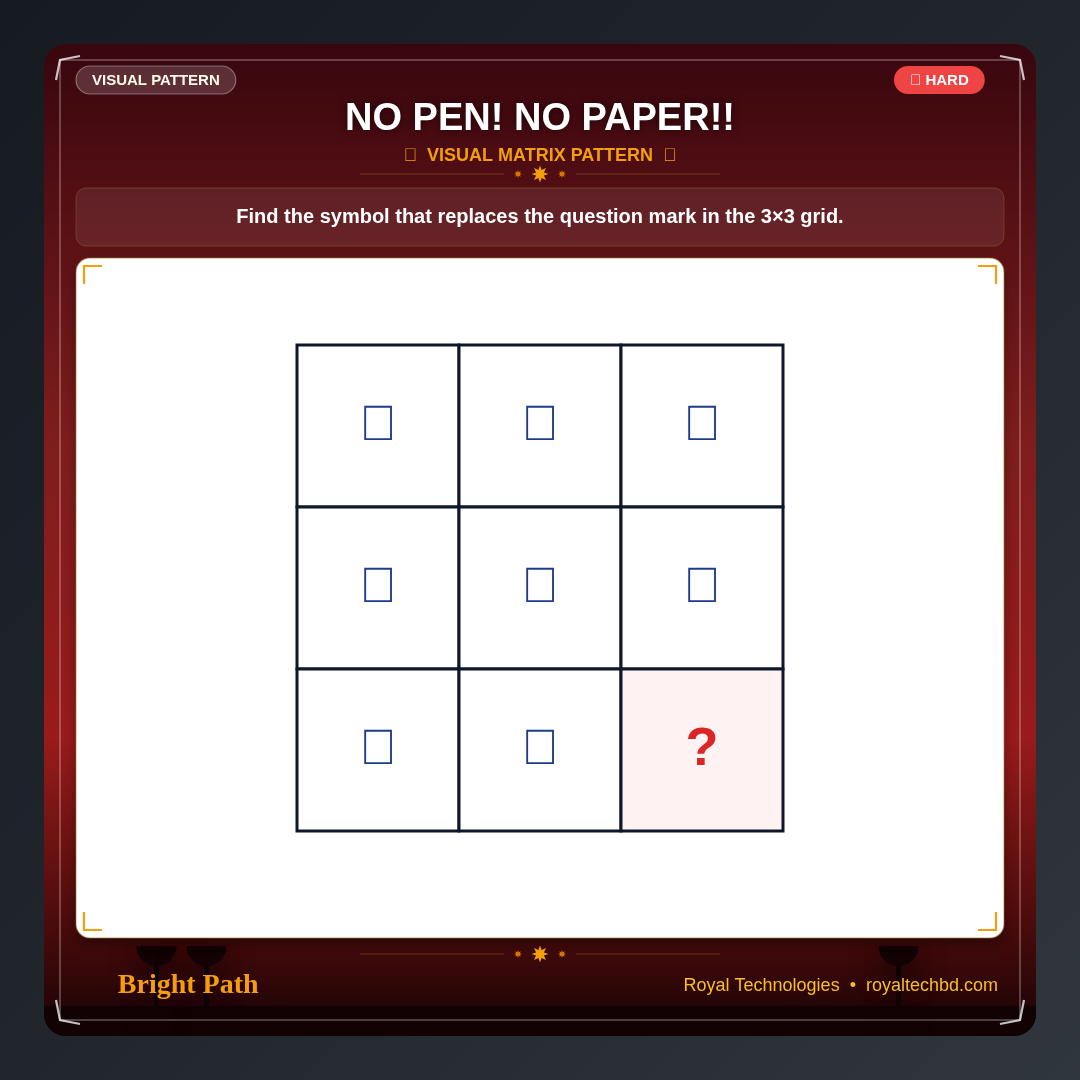 VISUAL PATTERN
HARD
NO PEN! NO PAPER!!
VISUAL MATRIX PATTERN
Find the symbol that replaces the question mark in the 3×3 grid.
?
Bright Path
Royal Technologies • royaltechbd.com